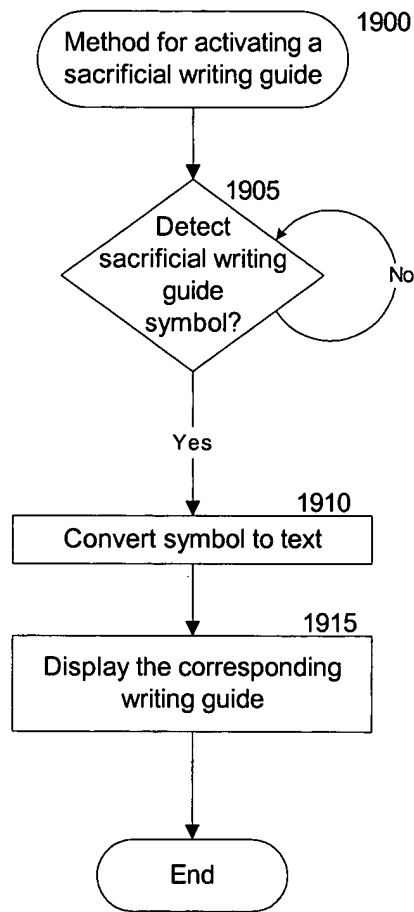 1900
Method for activating a
sacrificial writing guide
1905
Detect
sacrificial writing
guide
symbol?
No
Yes
1910
Convert symbol to text
1915
Display the corresponding
writing guide
End